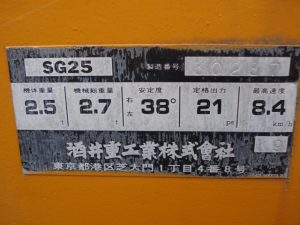 SG25 製造番号 30287
機体重量 機械総重量 安定度 定格出力 最高速度
2.5 t 2.7 t 右左 38° 21 ps 8.4 km/h
酒井重工業株式會社
東京都港区芝大門1丁目4番8号